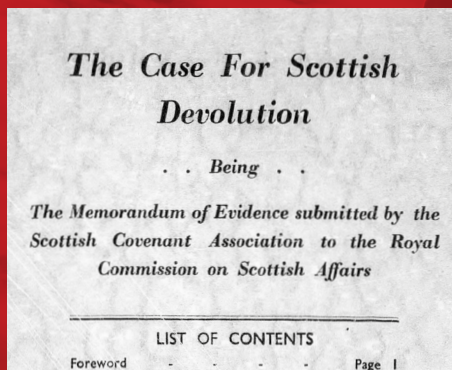 The Case For Scottish
Devolution
. . Being . .
The Memorandum of Evidence submitted by the
Scottish Covenant Association to the Royal
Commission on Scottish Affairs
LIST OF CONTENTS
Foreword - - - - Page 1